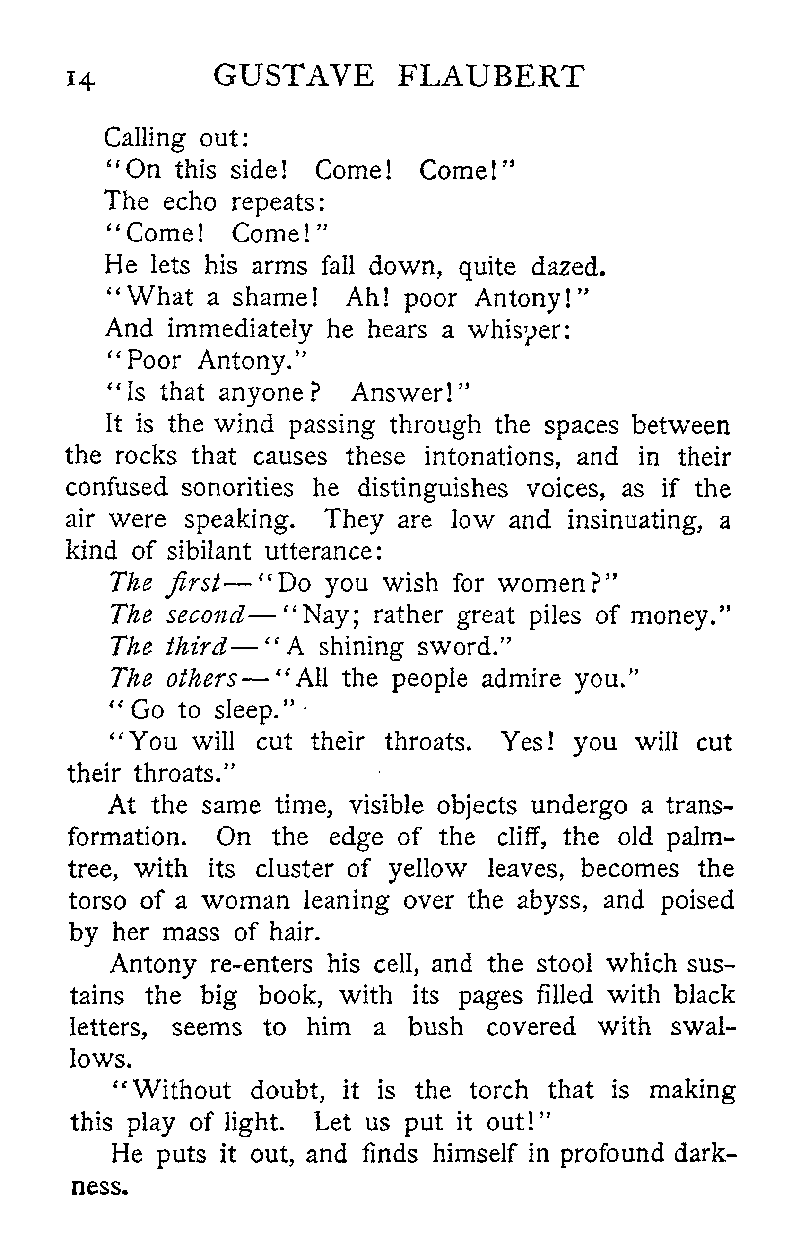 14 GUSTAVE FLAUBERT
Calling out:
"On this side! Come! Come!"
The echo repeats:
"Come! Come!"
He lets his arms fall down, quite dazed.
"What a shame! Ah! poor Antony!"
And immediately he hears a whisper:
"Poor Antony."
"Is that anyone? Answer!"
It is the wind passing through the spaces between
the rocks that causes these intonations, and in their
confused sonorities he distinguishes voices, as if the
air were speaking. They are low and insinuating, a
kind of sibilant utterance:
The first—"Do you wish for women?"
The second—"Nay; rather great piles of money."
The third—"A shining sword."
The others—"All the people admire you."
"Go to sleep."
"You will cut their throats. Yes! you will cut
their throats."
At the same time, visible objects undergo a trans-
formation. On the edge of the cliff, the old palm-
tree, with its cluster of yellow leaves, becomes the
torso of a woman leaning over the abyss, and poised
by her mass of hair.
Antony re-enters his cell, and the stool which sus-
tains the big book, with its pages filled with black
letters, seems to him a bush covered with swal-
lows.
"Without doubt, it is the torch that is making
this play of light. Let us put it out!"
He puts it out, and finds himself in profound dark-
ness.